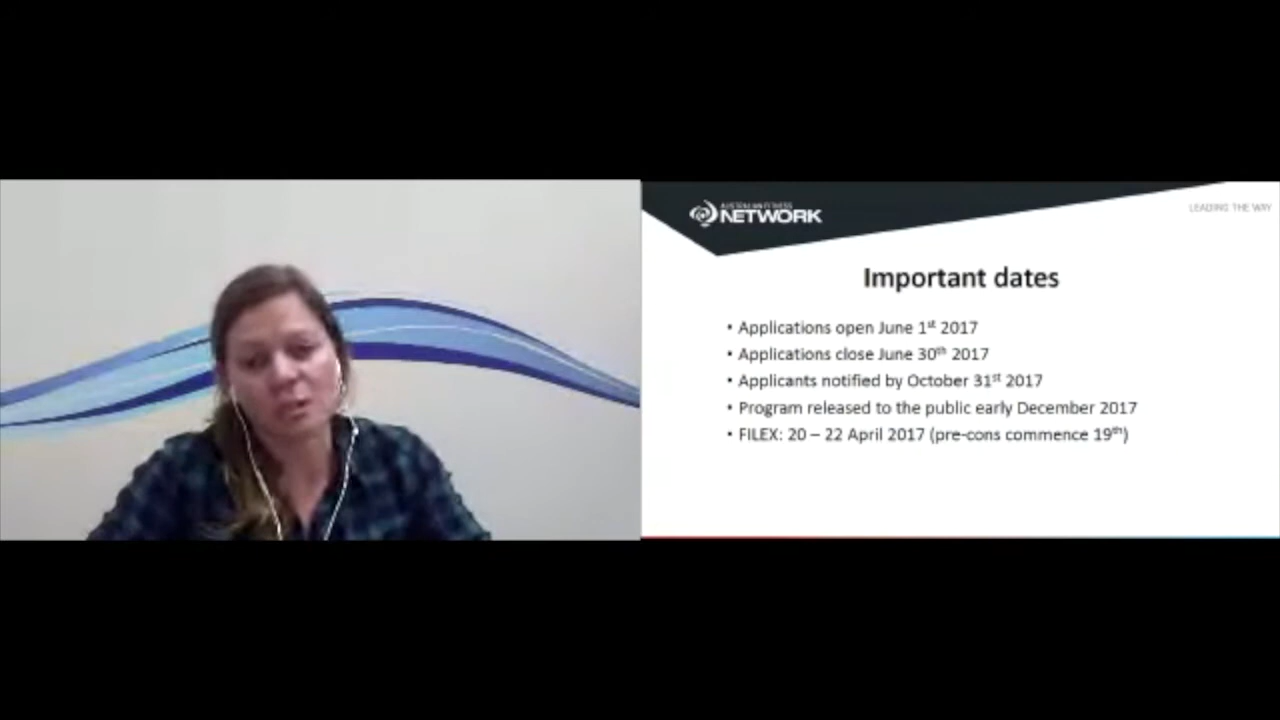 AUSTRALIAN FITNESS
NETWORK
LEADING THE WAY
Important dates
• Applications open June 1st 2017
• Applications close June 30th 2017
• Applicants notified by October 31st 2017
• Program released to the public early December 2017
• FILEX: 20 – 22 April 2017 (pre-cons commence 19th)